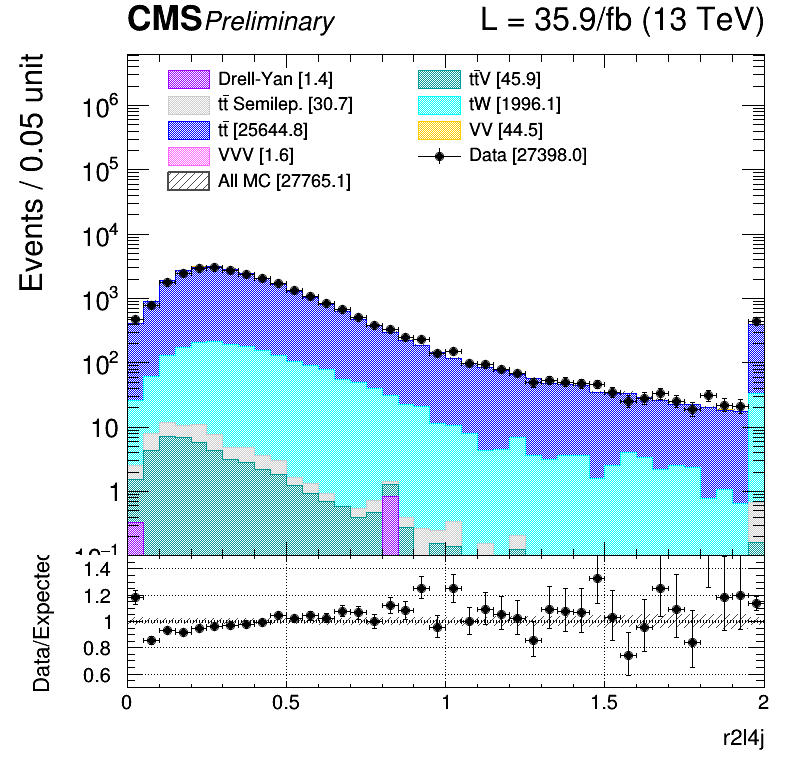 CMS Preliminary L = 35.9/fb (13 TeV)
Events / 0.05 unit
Drell-Yan [1.4]
tt̄ Semilep. [30.7]
tt̄ [25644.8]
VVV [1.6]
All MC [27765.1]
tt̄V [45.9]
tW [1996.1]
VV [44.5]
Data [27398.0]
10⁶
10⁵
10⁴
10³
10²
10
1
10⁻¹
Data/Expected
1.4
1.2
1
0.8
0.6
0 0.5 1 1.5 2
r2l4j